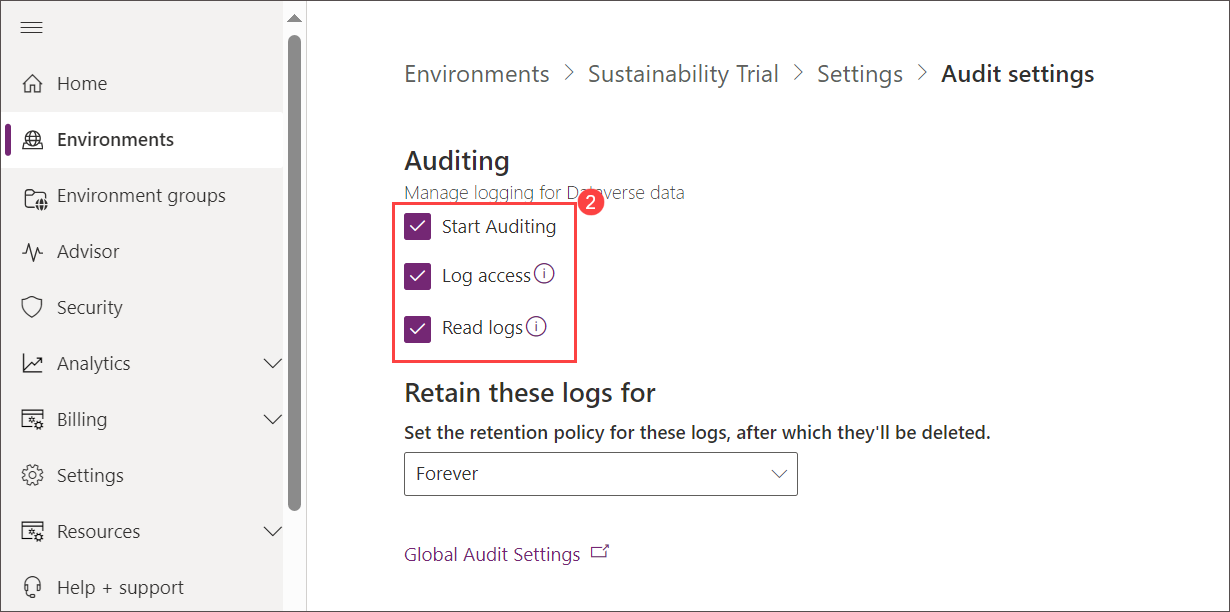 Home
Environments
Environment groups
Advisor
Security
Analytics
Billing
Settings
Resources
Help + support
Environments > Sustainability Trial > Settings > Audit settings
Auditing
Manage logging for Dataverse data
2
Start Auditing
Log access
Read logs
Retain these logs for
Set the retention policy for these logs, after which they'll be deleted.
Forever
Global Audit Settings